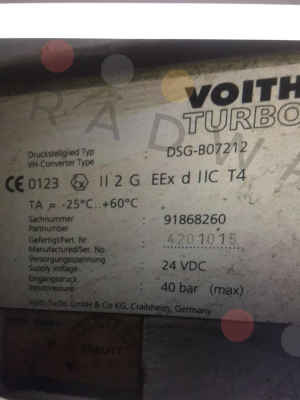 VOITH
TURBO
Druckstellglied Typ
I/H-Converter Type
DSG-B07212
CE 0123 Ex II 2 G EEx d IIC T4
TA = -25°C..+60°C
Sachnummer
Partnumber
91868260
Gefertigt/Fert. Nr.
Manufactured/Ser. No.
4201015
Versorgungsspannung
Supply voltage
24 VDC
Eingangsdruck
Inputpressure
40 bar (max)
Voith Turbo GmbH & Co KG, Crailsheim, Germany
QUALITY